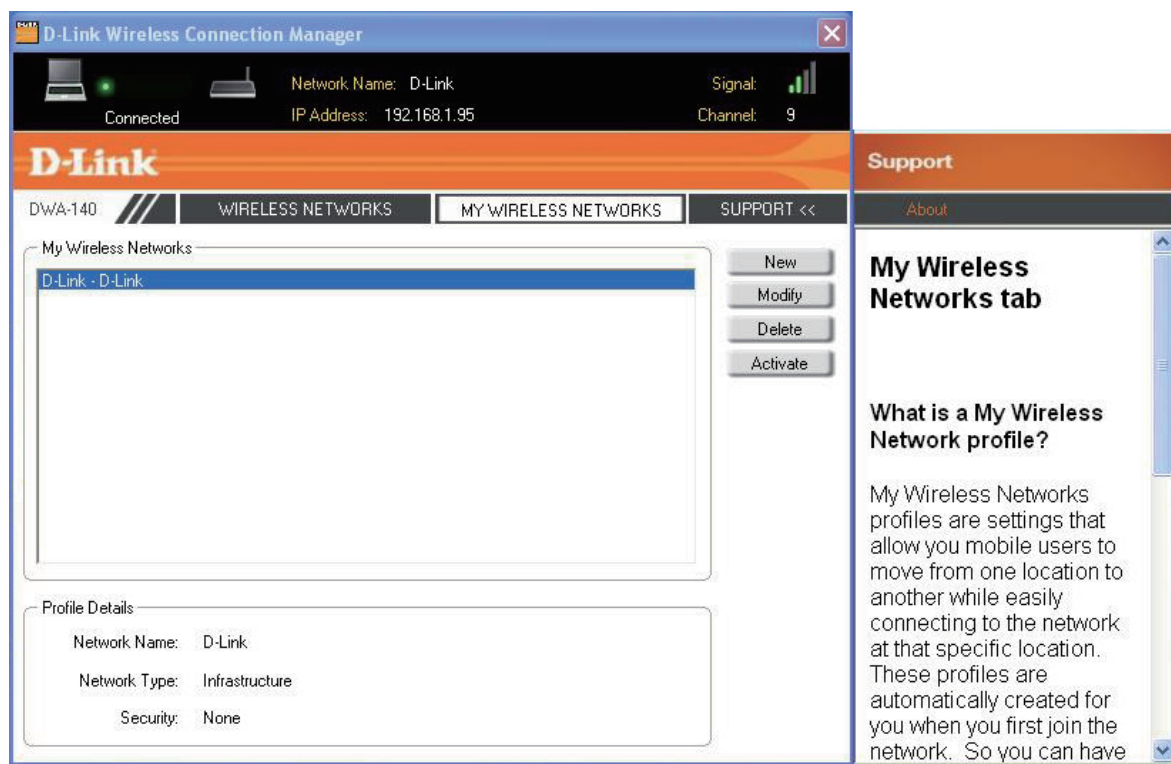 D-Link Wireless Connection Manager
Connected
Network Name: D-Link
IP Address: 192.168.1.95
Signal:
Channel: 9
D-Link
DWA-140
WIRELESS NETWORKS
MY WIRELESS NETWORKS
SUPPORT <<
My Wireless Networks
D-Link - D-Link
New
Modify
Delete
Activate
Profile Details
Network Name: D-Link
Network Type: Infrastructure
Security: None
Support
About
My Wireless
Networks tab
What is a My Wireless
Network profile?
My Wireless Networks
profiles are settings that
allow you mobile users to
move from one location to
another while easily
connecting to the network
at that specific location.
These profiles are
automatically created for
you when you first join the
network. So you can have